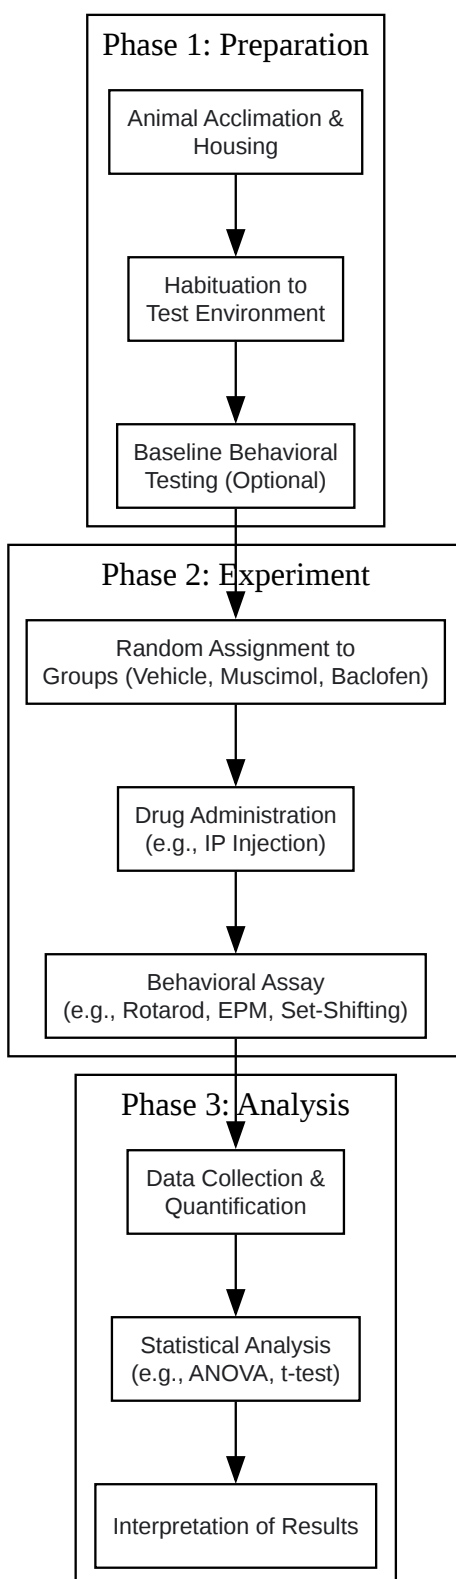 Phase 1: Preparation
Animal Acclimation &
Housing
Habituation to
Test Environment
Baseline Behavioral
Testing (Optional)
Phase 2: Experiment
Random Assignment to
Groups (Vehicle, Muscimol, Baclofen)
Drug Administration
(e.g., IP Injection)
Behavioral Assay
(e.g., Rotarod, EPM, Set-Shifting)
Phase 3: Analysis
Data Collection &
Quantification
Statistical Analysis
(e.g., ANOVA, t-test)
Interpretation of Results